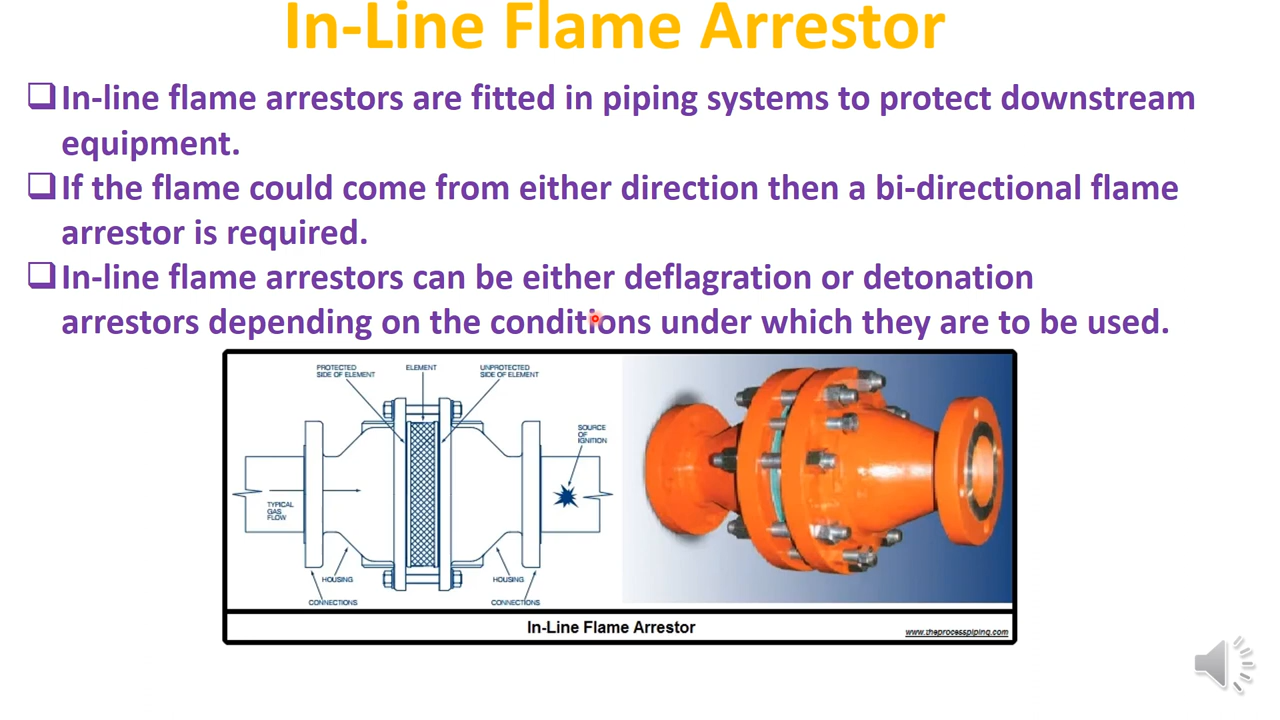 In-Line Flame Arrestor
In-line flame arrestors are fitted in piping systems to protect downstream
equipment.
If the flame could come from either direction then a bi-directional flame
arrestor is required.
In-line flame arrestors can be either deflagration or detonation
arrestors depending on the conditions under which they are to be used.
PROTECTED
SIDE OF ELEMENT
ELEMENT
UNPROTECTED
SIDE OF ELEMENT
SOURCE
OF
IGNITION
TYPICAL
GAS
FLOW
HOUSING
HOUSING
CONNECTIONS
CONNECTIONS
In-Line Flame Arrestor
www.theprocesspiping.com